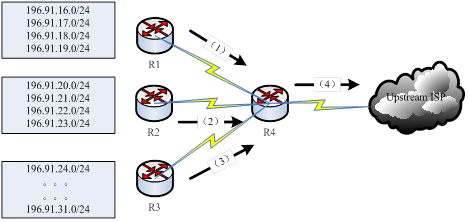 196.91.16.0/24
196.91.17.0/24
196.91.18.0/24
196.91.19.0/24
R1
（1）
196.91.20.0/24
196.91.21.0/24
196.91.22.0/24
196.91.23.0/24
R2
（2）
R4
（4）
Upstream ISP
196.91.24.0/24
。 。 。
。 。 。
196.91.31.0/24
R3
（3）